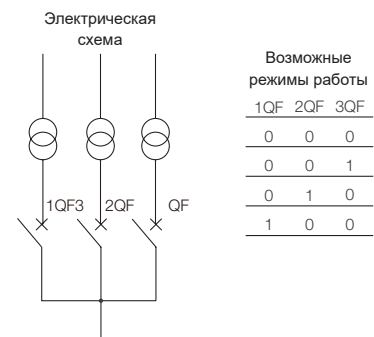 Электрическая
схема
1QF3 2QF QF
Возможные
режимы работы
1QF 2QF 3QF
0 0 0
0 0 1
0 1 0
1 0 0